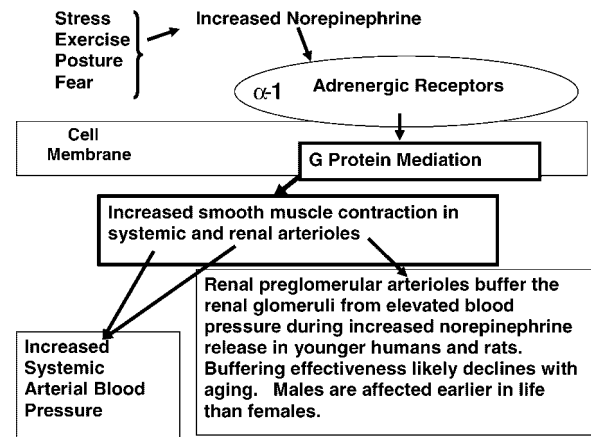 Stress
Exercise
Posture
Fear
Increased Norepinephrine
α-1
Adrenergic Receptors
Cell
Membrane
G Protein Mediation
Increased smooth muscle contraction in
systemic and renal arterioles
Increased
Systemic
Arterial Blood
Pressure
Renal preglomerular arterioles buffer the
renal glomeruli from elevated blood
pressure during increased norepinephrine
release in younger humans and rats.
Buffering effectiveness likely declines with
aging. Males are affected earlier in life
than females.